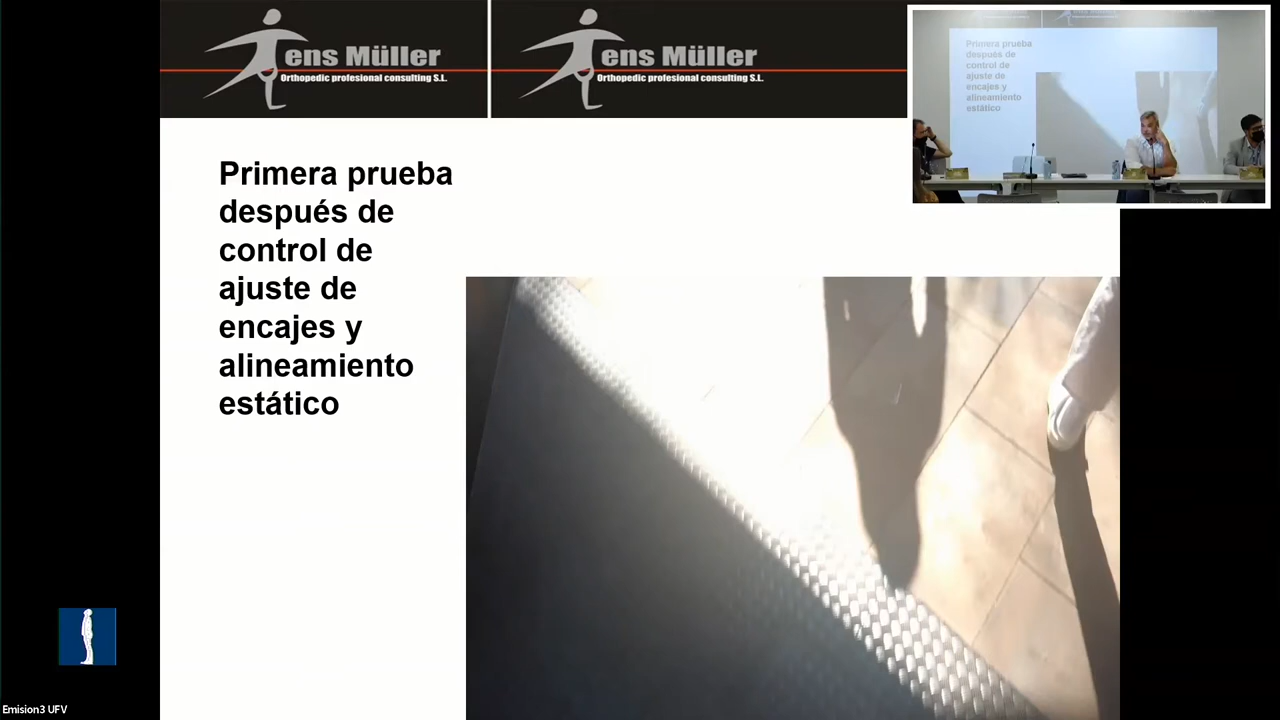 ens Müller
Orthopedic profesional consulting S.L.
ens Müller
Orthopedic profesional consulting S.L.
Primera prueba
después de
control de
ajuste de
encajes y
alineamiento
estático
Primera prueba
después de
control de
ajuste de
encajes y
alineamiento
estático
Emision3 UFV